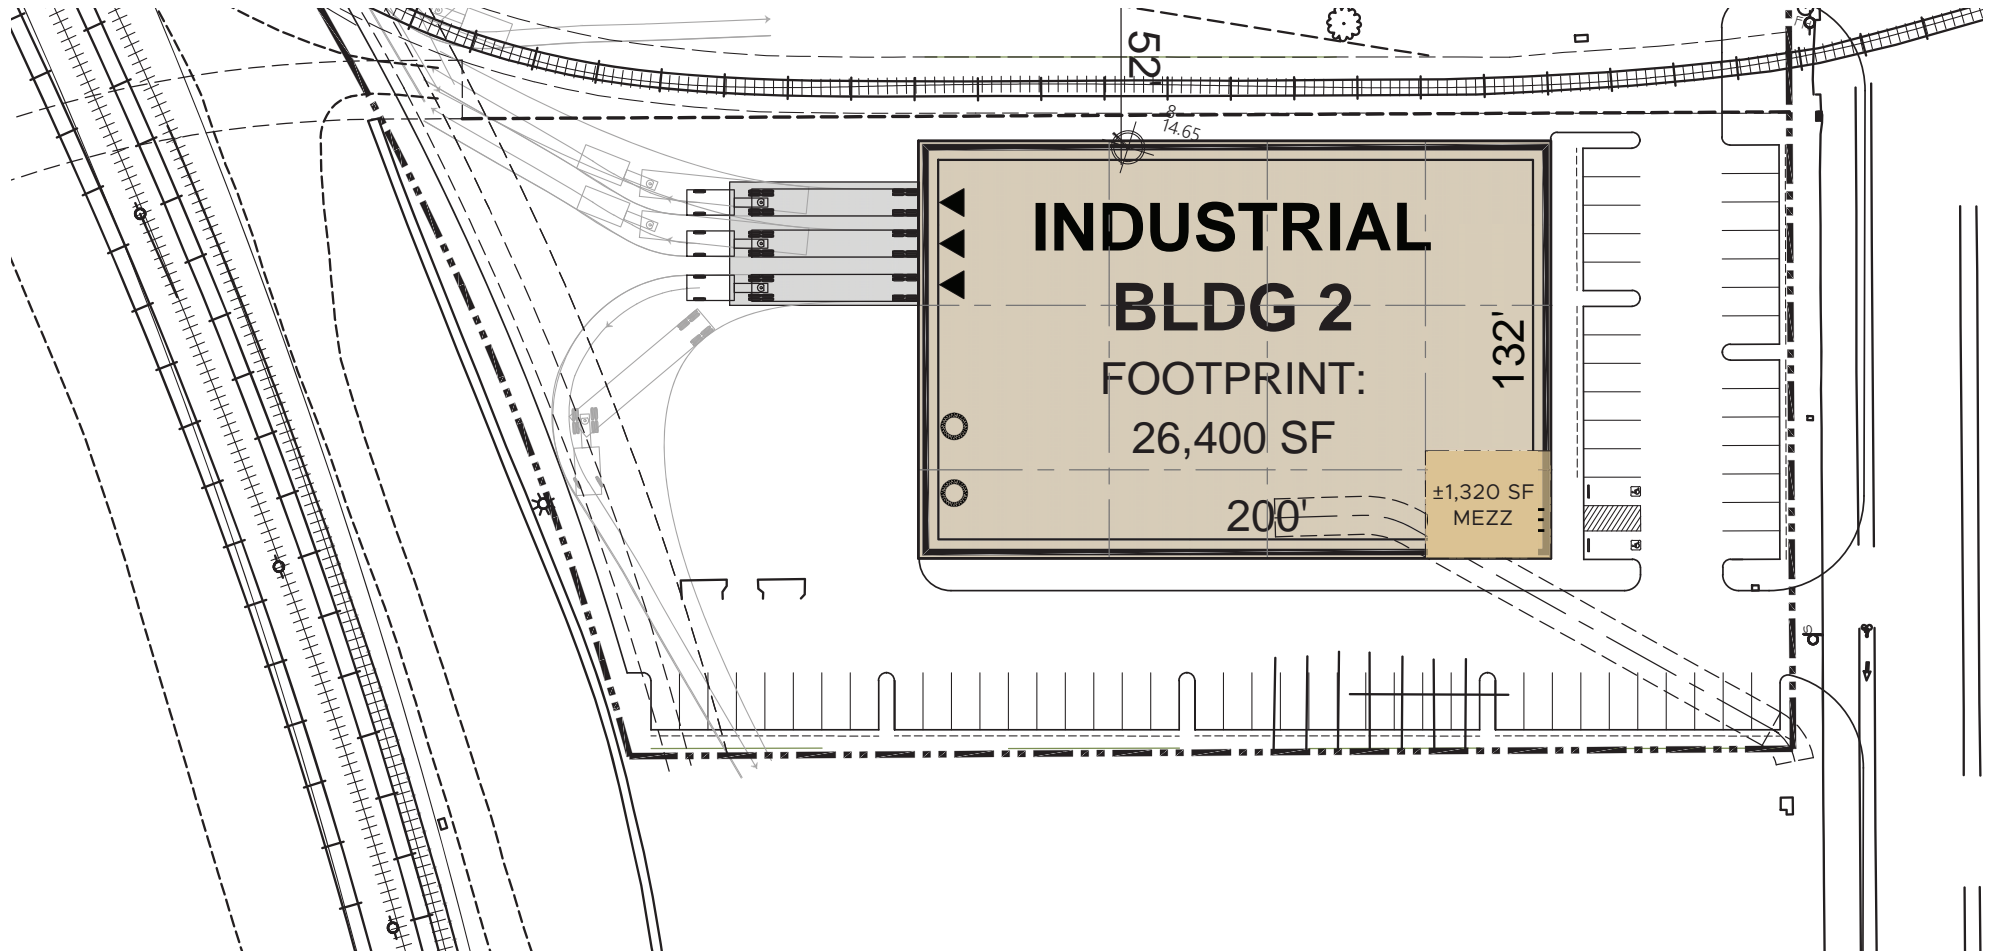 52'
8
14.65
INDUSTRIAL
BLDG 2
FOOTPRINT:
26,400 SF
132'
200'
±1,320 SF
MEZZ